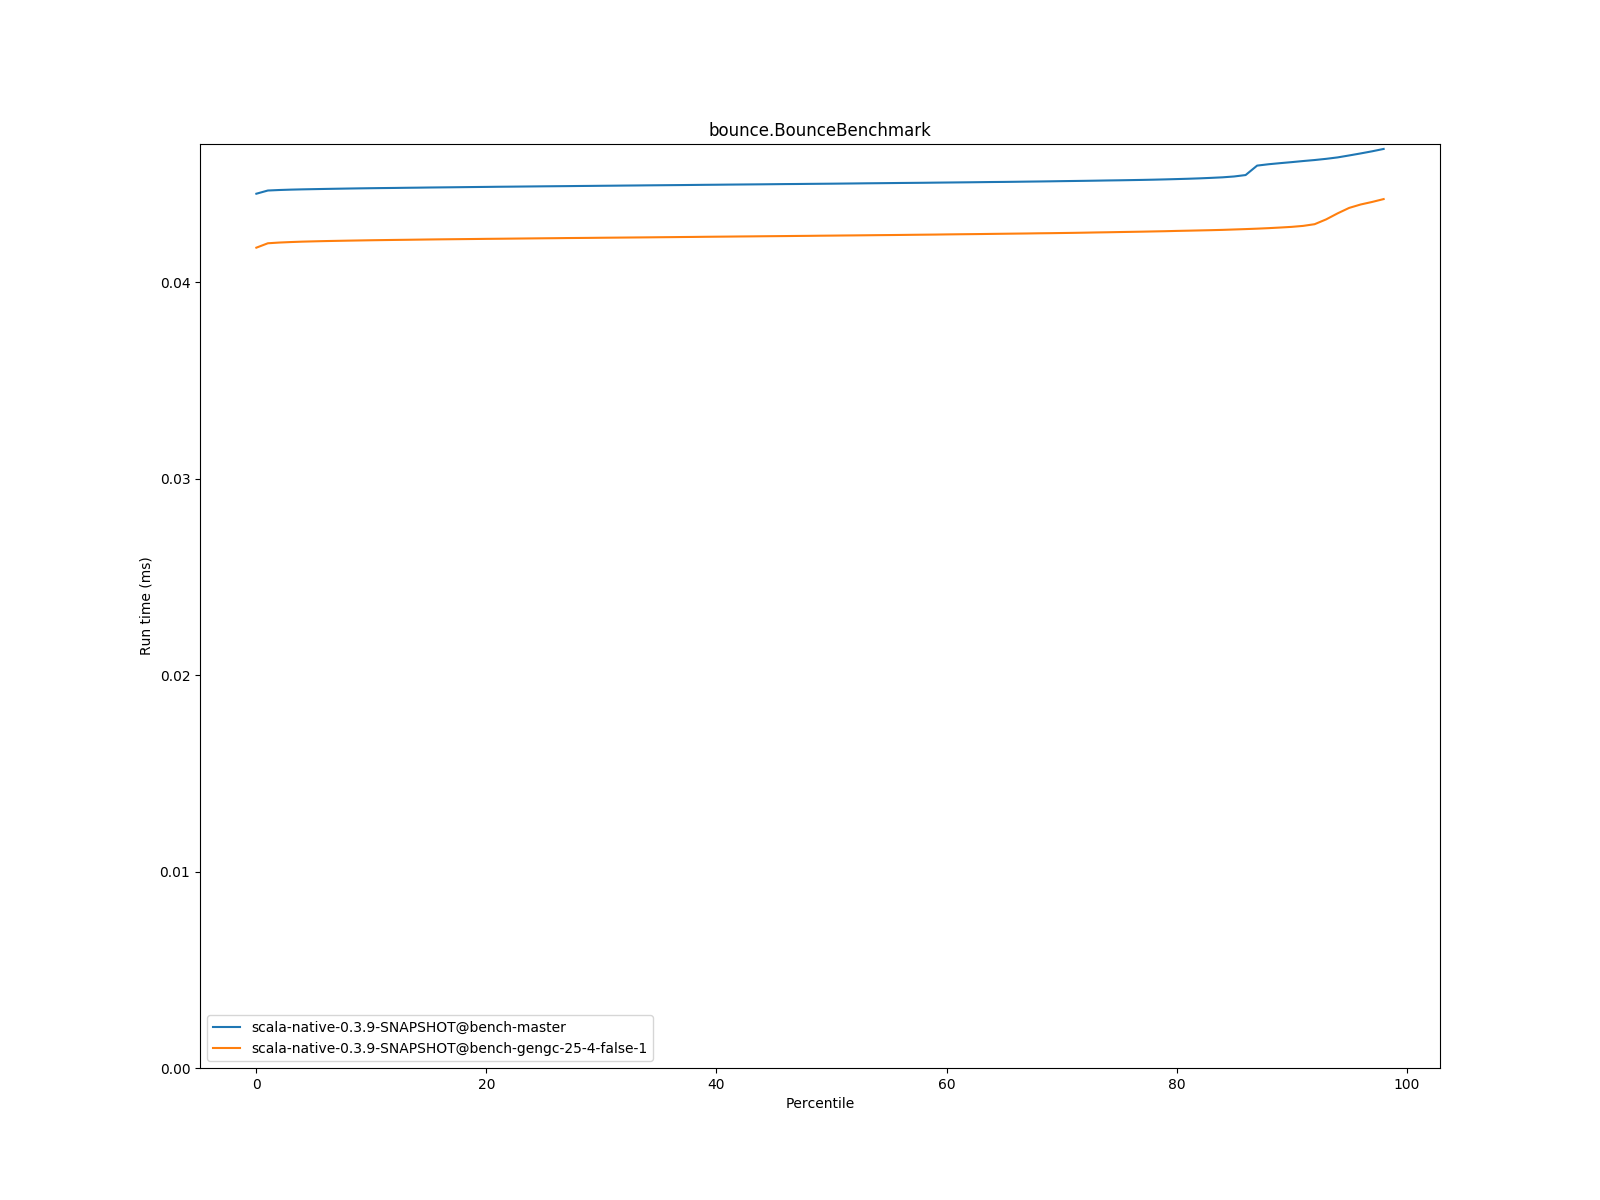 bounce.BounceBenchmark
Run time (ms)
0.04
0.03
0.02
0.01
0.00
scala-native-0.3.9-SNAPSHOT@bench-master
scala-native-0.3.9-SNAPSHOT@bench-gengc-25-4-false-1
0 20 40 60 80 100
Percentile